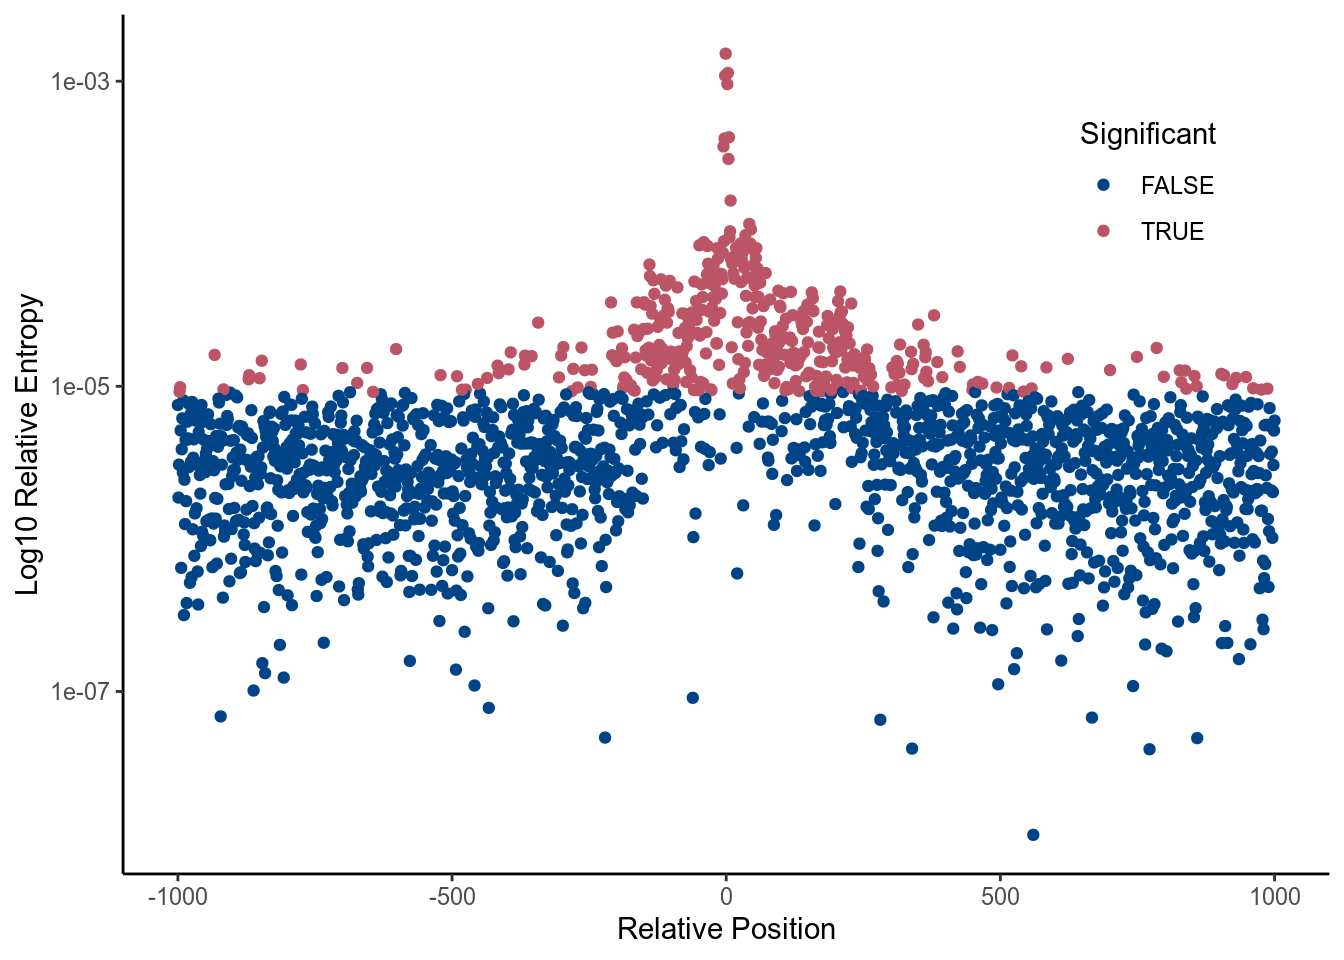 1e-03
1e-05
1e-07
Log10 Relative Entropy
Significant
FALSE
TRUE
-1000
-500
0
500
1000
Relative Position